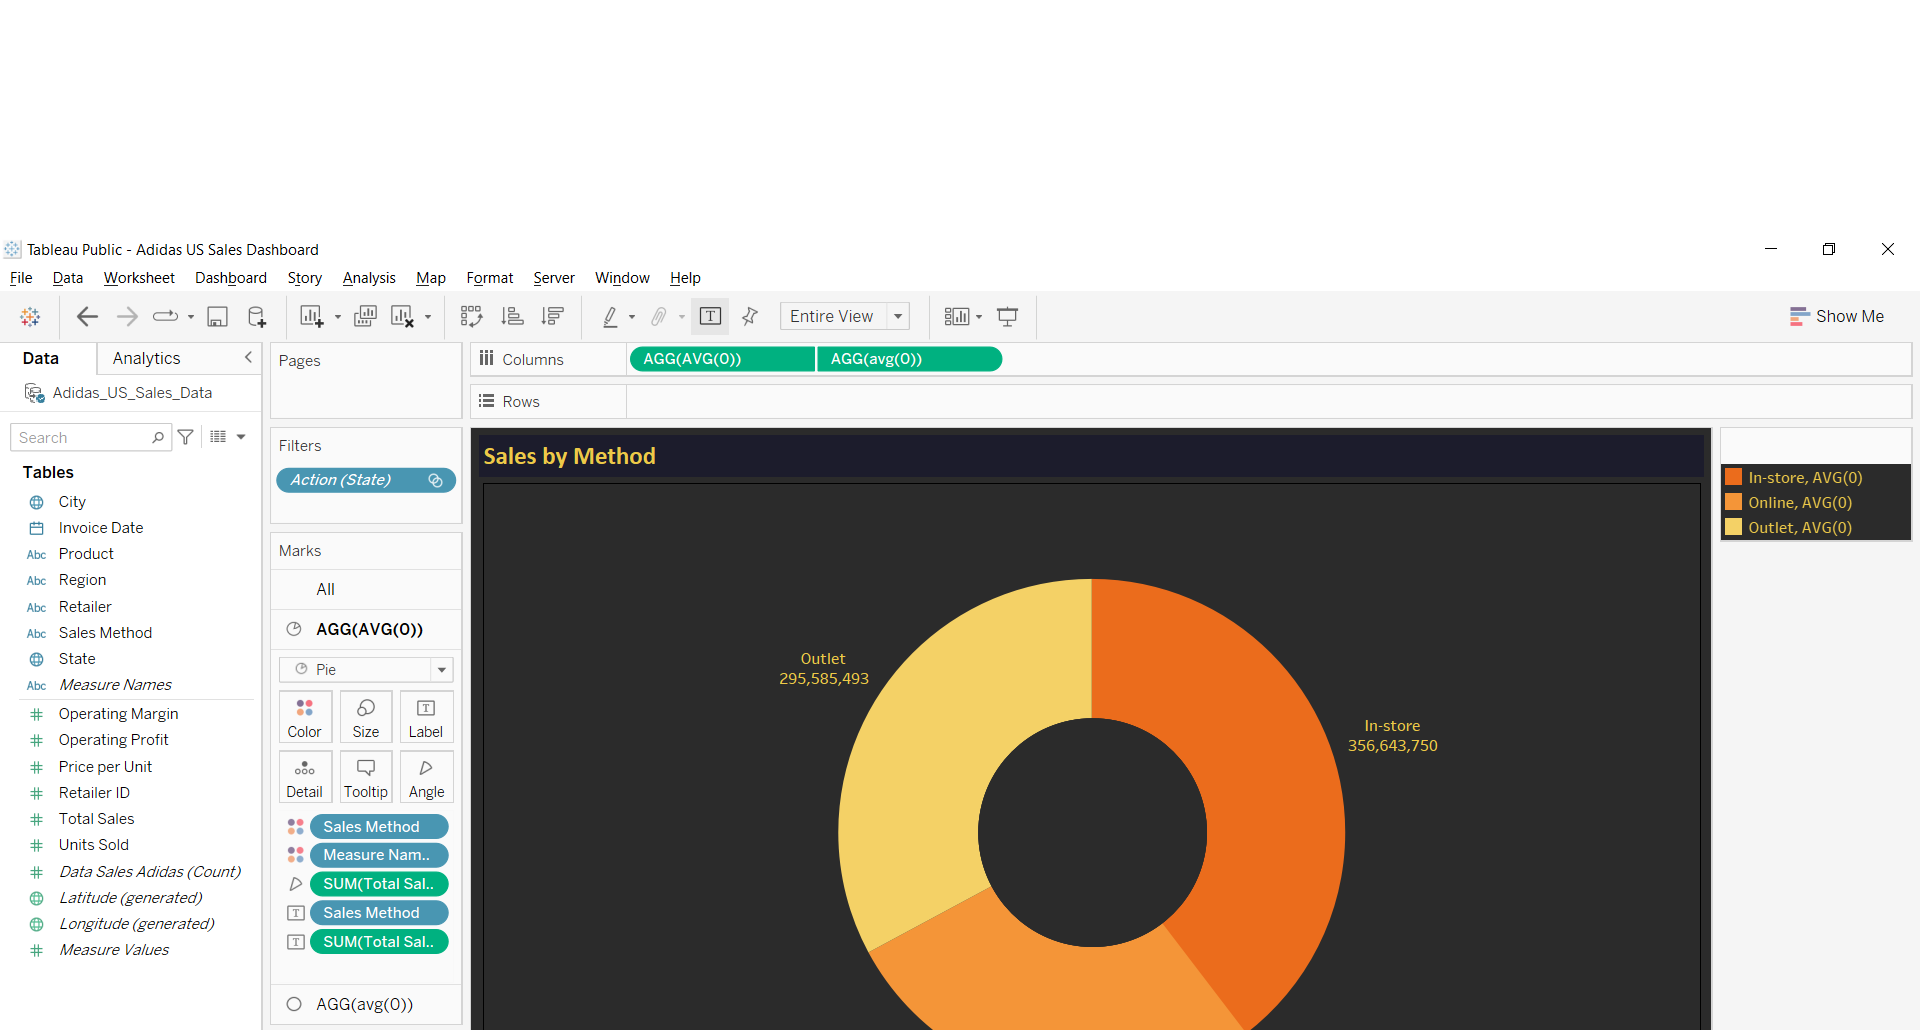 Tableau Public - Adidas US Sales Dashboard
File Data Worksheet Dashboard Story Analysis Map Format Server Window Help
Entire View
Show Me
Data Analytics
Adidas_US_Sales_Data
Search
Tables
City
Invoice Date
Abc Product
Abc Region
Abc Retailer
Abc Sales Method
State
Abc Measure Names
Operating Margin
Operating Profit
Price per Unit
Retailer ID
Total Sales
Units Sold
Data Sales Adidas (Count)
Latitude (generated)
Longitude (generated)
Measure Values
Pages
Filters
Action (State)
Marks
All
AGG(AVG(0))
Pie
Color Size Label
Detail Tooltip Angle
Sales Method
Measure Nam..
SUM(Total Sal..
Sales Method
SUM(Total Sal..
AGG(avg(0))
Columns AGG(AVG(0)) AGG(avg(0))
Rows
Sales by Method
Outlet
295,585,493
In-store
356,643,750
In-store, AVG(0)
Online, AVG(0)
Outlet, AVG(0)